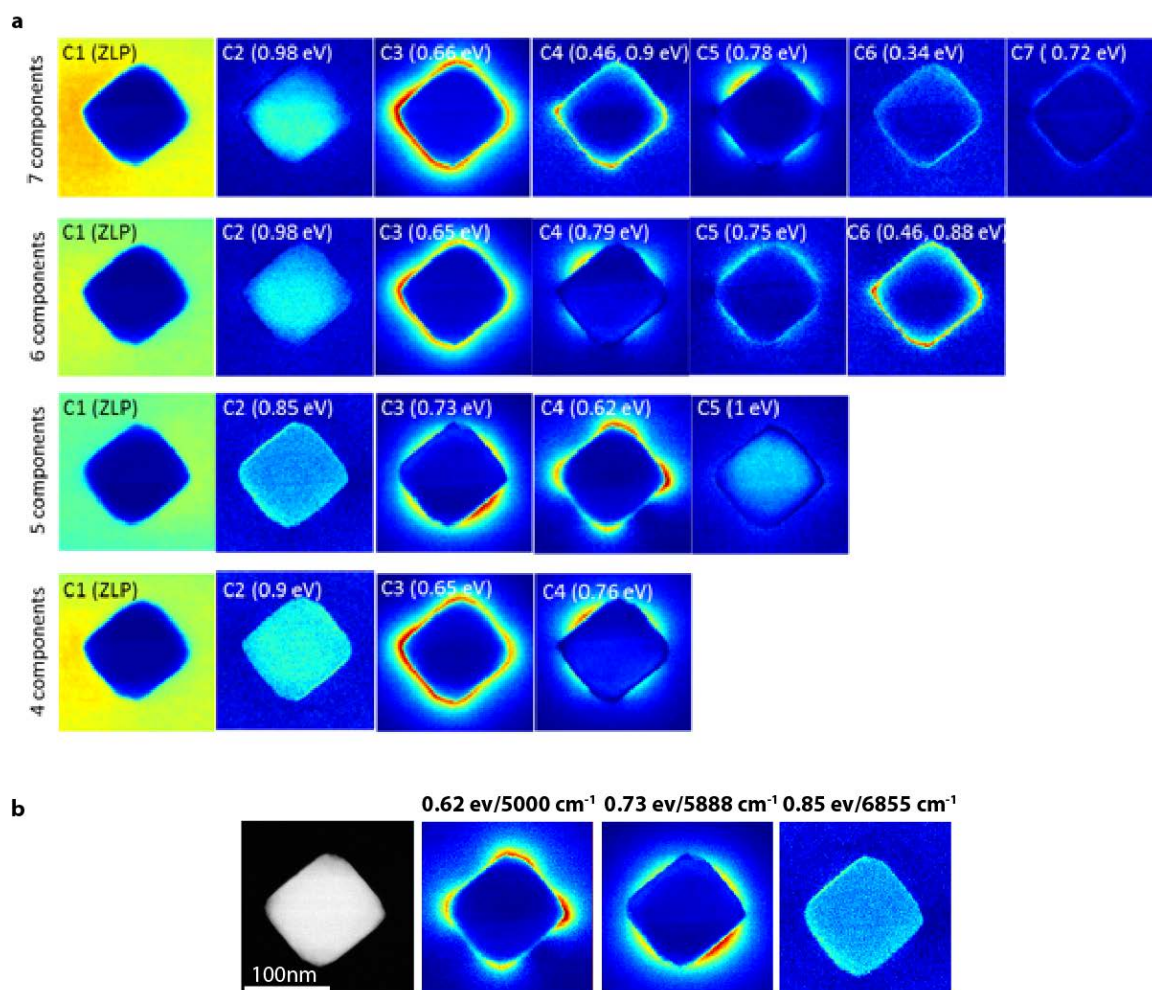 a
7 components
C1 (ZLP)
C2 (0.98 eV)
C3 (0.66 eV)
C4 (0.46, 0.9 eV)
C5 (0.78 eV)
C6 (0.34 eV)
C7 ( 0.72 eV)
6 components
C1 (ZLP)
C2 (0.98 eV)
C3 (0.65 eV)
C4 (0.79 eV)
C5 (0.75 eV)
C6 (0.46, 0.88 eV)
5 components
C1 (ZLP)
C2 (0.85 eV)
C3 (0.73 eV)
C4 (0.62 eV)
C5 (1 eV)
4 components
C1 (ZLP)
C2 (0.9 eV)
C3 (0.65 eV)
C4 (0.76 eV)
b
0.62 ev/5000 cm⁻¹
0.73 ev/5888 cm⁻¹
0.85 ev/6855 cm⁻¹
100nm